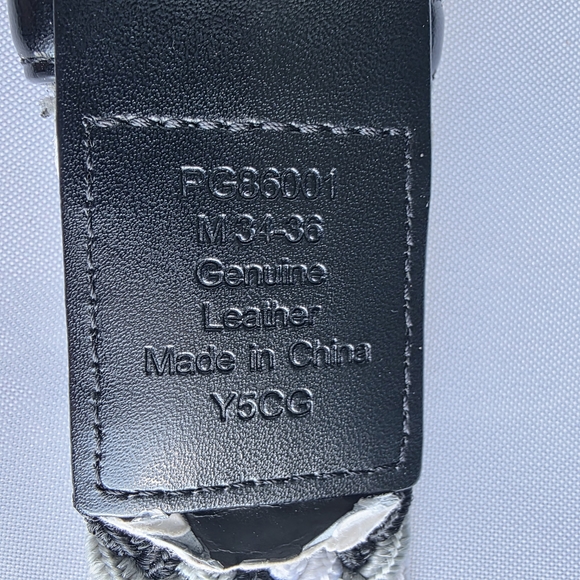 PG86001
M 34-36
Genuine
Leather
Made in China
Y5CG